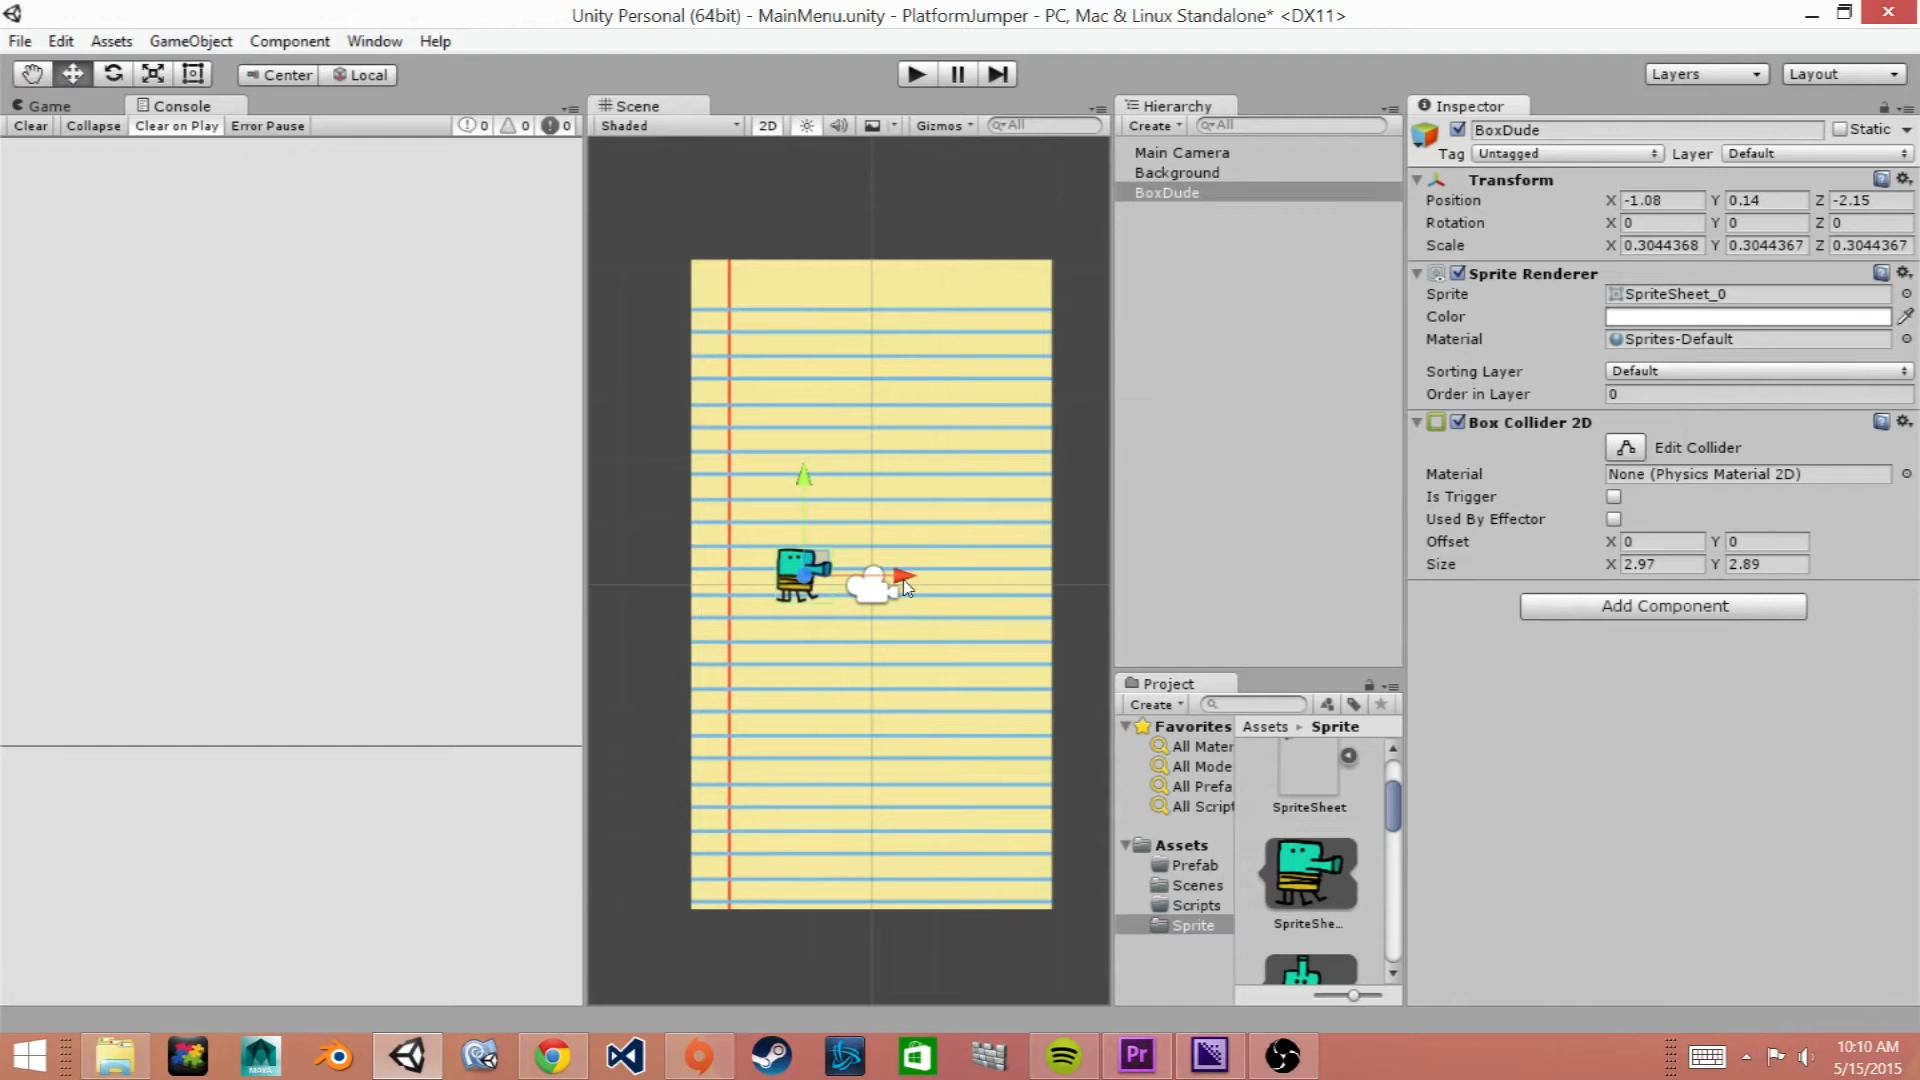 Unity Personal (64bit) - MainMenu.unity - PlatformJumper - PC, Mac & Linux Standalone* <DX11>
File Edit Assets GameObject Component Window Help
Center Local
Layers
Layout
Game Console
Clear Collapse Clear on Play Error Pause 0 0 0
Scene
Shaded 2D Gizmos All
Hierarchy
Create All
Main Camera
Background
BoxDude
Inspector
BoxDude Static
Tag Untagged Layer Default
Transform
Position X -1.08 Y 0.14 Z -2.15
Rotation X 0 Y 0 Z 0
Scale X 0.3044368 Y 0.3044367 Z 0.3044367
Sprite Renderer
Sprite SpriteSheet_0
Color
Material Sprites-Default
Sorting Layer Default
Order in Layer 0
Box Collider 2D
Edit Collider
Material None (Physics Material 2D)
Is Trigger
Used By Effector
Offset X 0 Y 0
Size X 2.97 Y 2.89
Add Component
Project
Create
Favorites
All Mater
All Mode
All Prefa
All Script
Assets
Prefab
Scenes
Scripts
Sprite
Assets Sprite
SpriteSheet
SpriteShe...
MAYA
Pr
10:10 AM
5/15/2015